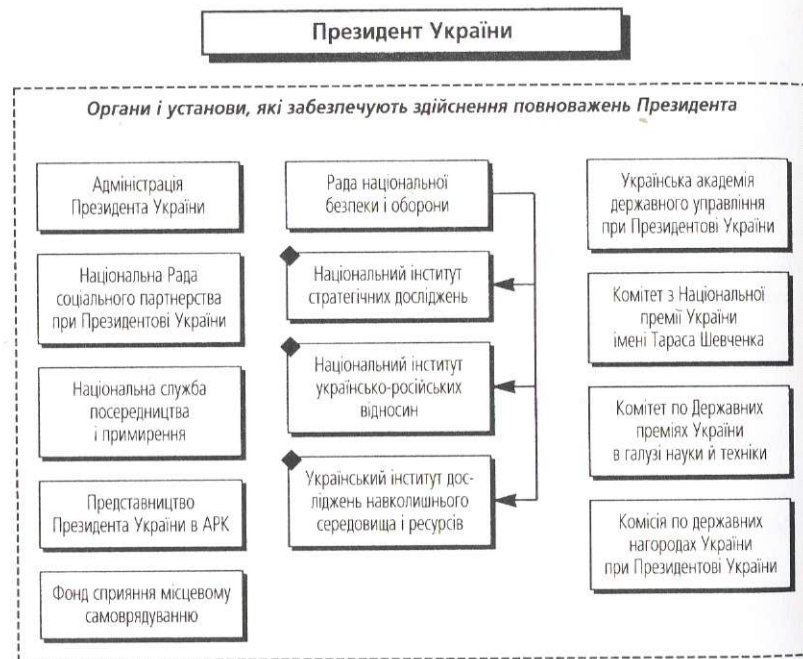 Президент України
Органи і установи, які забезпечують здійснення повноважень Президента
Адміністрація
Президента України
Національна Рада
соціального партнерства
при Президентові України
Національна служба
посередництва
і примирення
Представництво
Президента України в АРК
Фонд сприяння місцевому
самоврядуванню
Рада національної
безпеки і оборони
Національний інститут
стратегічних досліджень
Національний інститут
українсько-російських
відносин
Український інститут дос-
ліджень навколишнього
середовища і ресурсів
Українська академія
державного управління
при Президентові України
Комітет з Національної
премії України
імені Тараса Шевченка
Комітет по Державних
преміях України
в галузі науки й техніки
Комісія по державних
нагородах України
при Президентові України